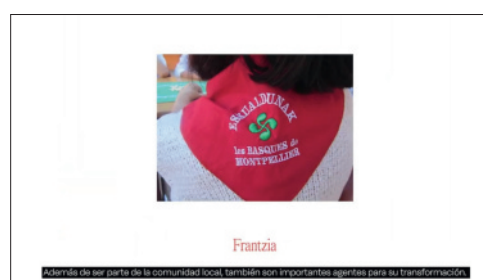 ESKUALDUNAK
les BASQUES de
MONTPELLIER
Frantzia
Además de ser parte de la comunidad local, también son importantes agentes para su transformación.